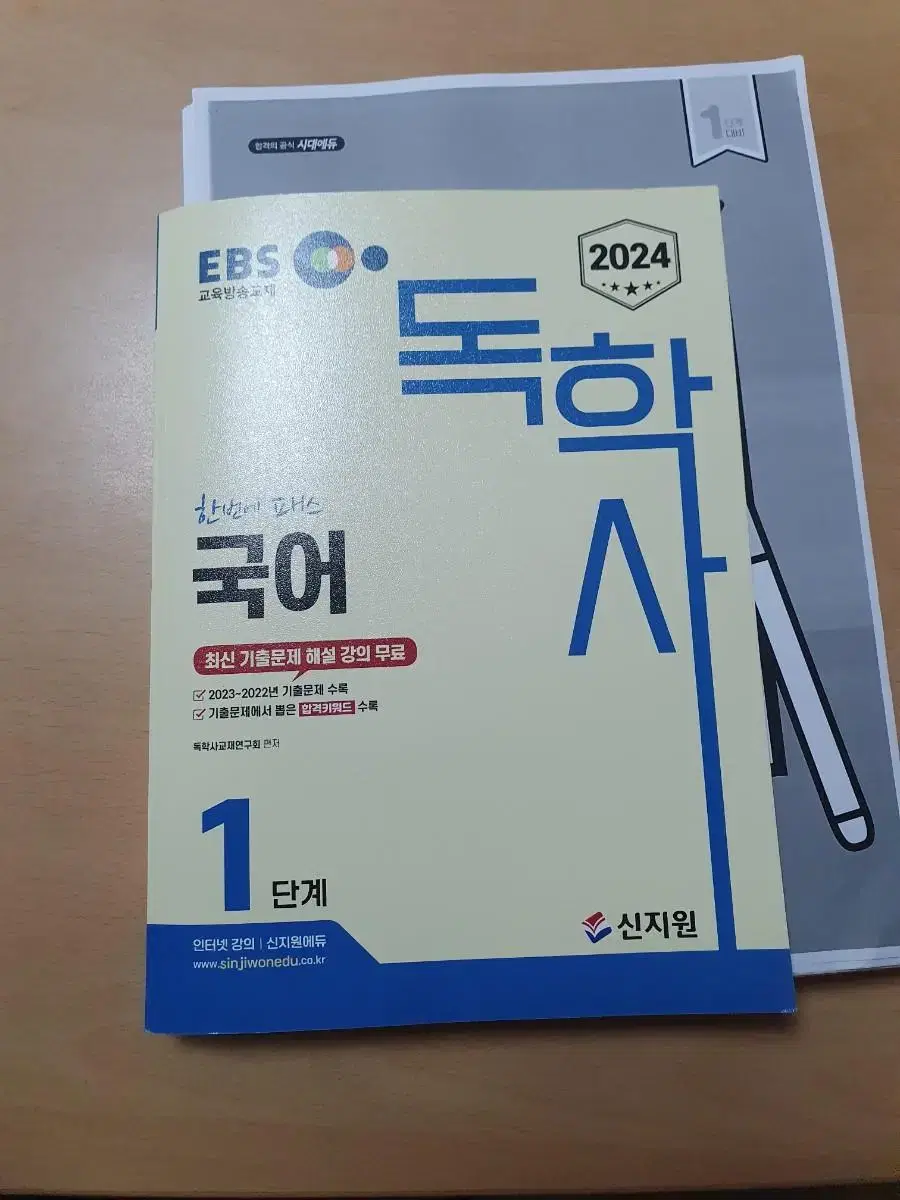 합격의 공식 시대에듀
1단계
대비
EBS
교육방송교재
2024
독학사
한번에 패스
국어
최신 기출문제 해설 강의 무료
2023~2022년 기출문제 수록
기출문제에서 뽑은 합격키워드 수록
독학사교재연구회 편저
1단계
인터넷 강의 | 신지원에듀
www.sinjiwonedu.co.kr
신지원